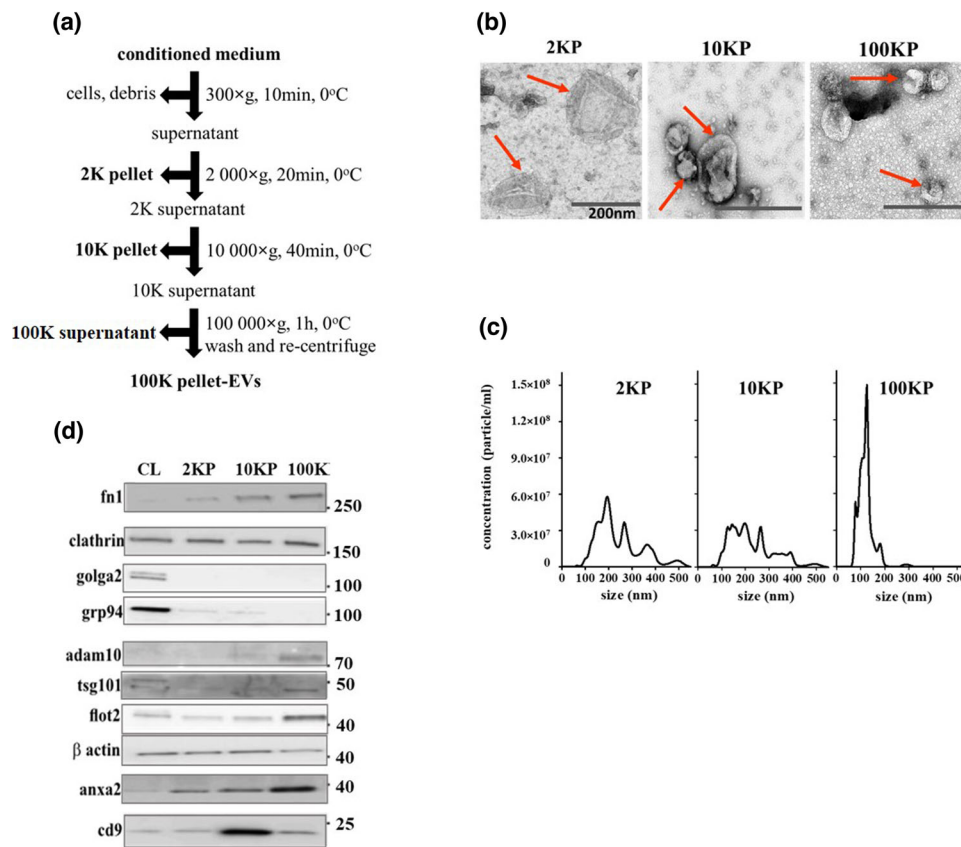 (a)
conditioned medium
cells, debris
300×g, 10min, 0°C
supernatant
2K pellet
2 000×g, 20min, 0°C
2K supernatant
10K pellet
10 000×g, 40min, 0°C
10K supernatant
100K supernatant
100 000×g, 1h, 0°C
wash and re-centrifuge
100K pellet-EVs
(b)
2KP 10KP 100KP
200nm
(c)
concentration (particle/ml)
1.5×10⁸
1.2×10⁸
9.0×10⁷
6.0×10⁷
3.0×10⁷
0
2KP 10KP 100KP
0 100 200 300 400 500 0 100 200 300 400 500 0 100 200 300 400 500
size (nm) size (nm) size (nm)
(d)
CL 2KP 10KP 100K
fn1 250
clathrin 150
golga2 100
grp94 100
adam10 70
tsg101 50
flot2 40
β actin 40
anxa2 40
cd9 25